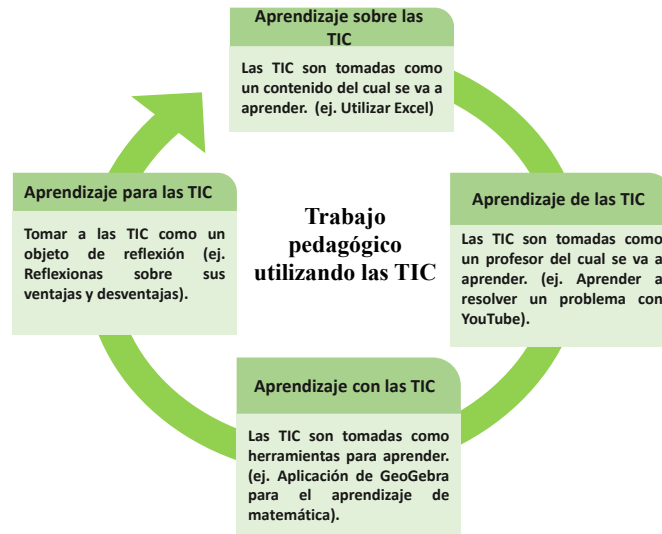 Aprendizaje sobre las
TIC
Las TIC son tomadas como
un contenido del cual se va a
aprender. (ej. Utilizar Excel)
Aprendizaje de las TIC
Las TIC son tomadas como
un profesor del cual se va a
aprender. (ej. Aprender a
resolver un problema con
YouTube).
Aprendizaje con las TIC
Las TIC son tomadas como
herramientas para aprender.
(ej. Aplicación de GeoGebra
para el aprendizaje de
matemática).
Aprendizaje para las TIC
Tomar a las TIC como un
objeto de reflexión (ej.
Reflexionas sobre sus
ventajas y desventajas).
Trabajo
pedagógico
utilizando las TIC